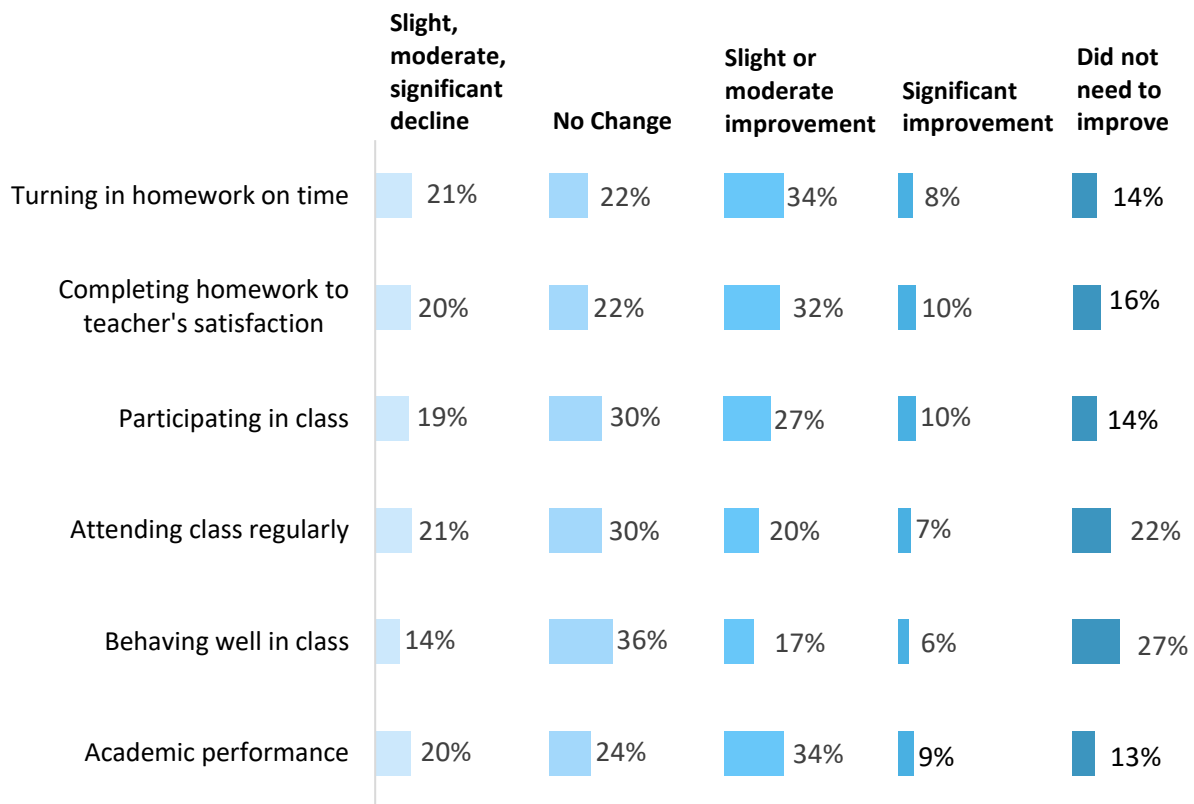 Slight,
moderate,
significant
decline
No Change
Slight or
moderate
improvement
Significant
improvement
Did not
need to
improve
Turning in homework on time 21% 22% 34% 8% 14%
Completing homework to
teacher's satisfaction 20% 22% 32% 10% 16%
Participating in class 19% 30% 27% 10% 14%
Attending class regularly 21% 30% 20% 7% 22%
Behaving well in class 14% 36% 17% 6% 27%
Academic performance 20% 24% 34% 9% 13%